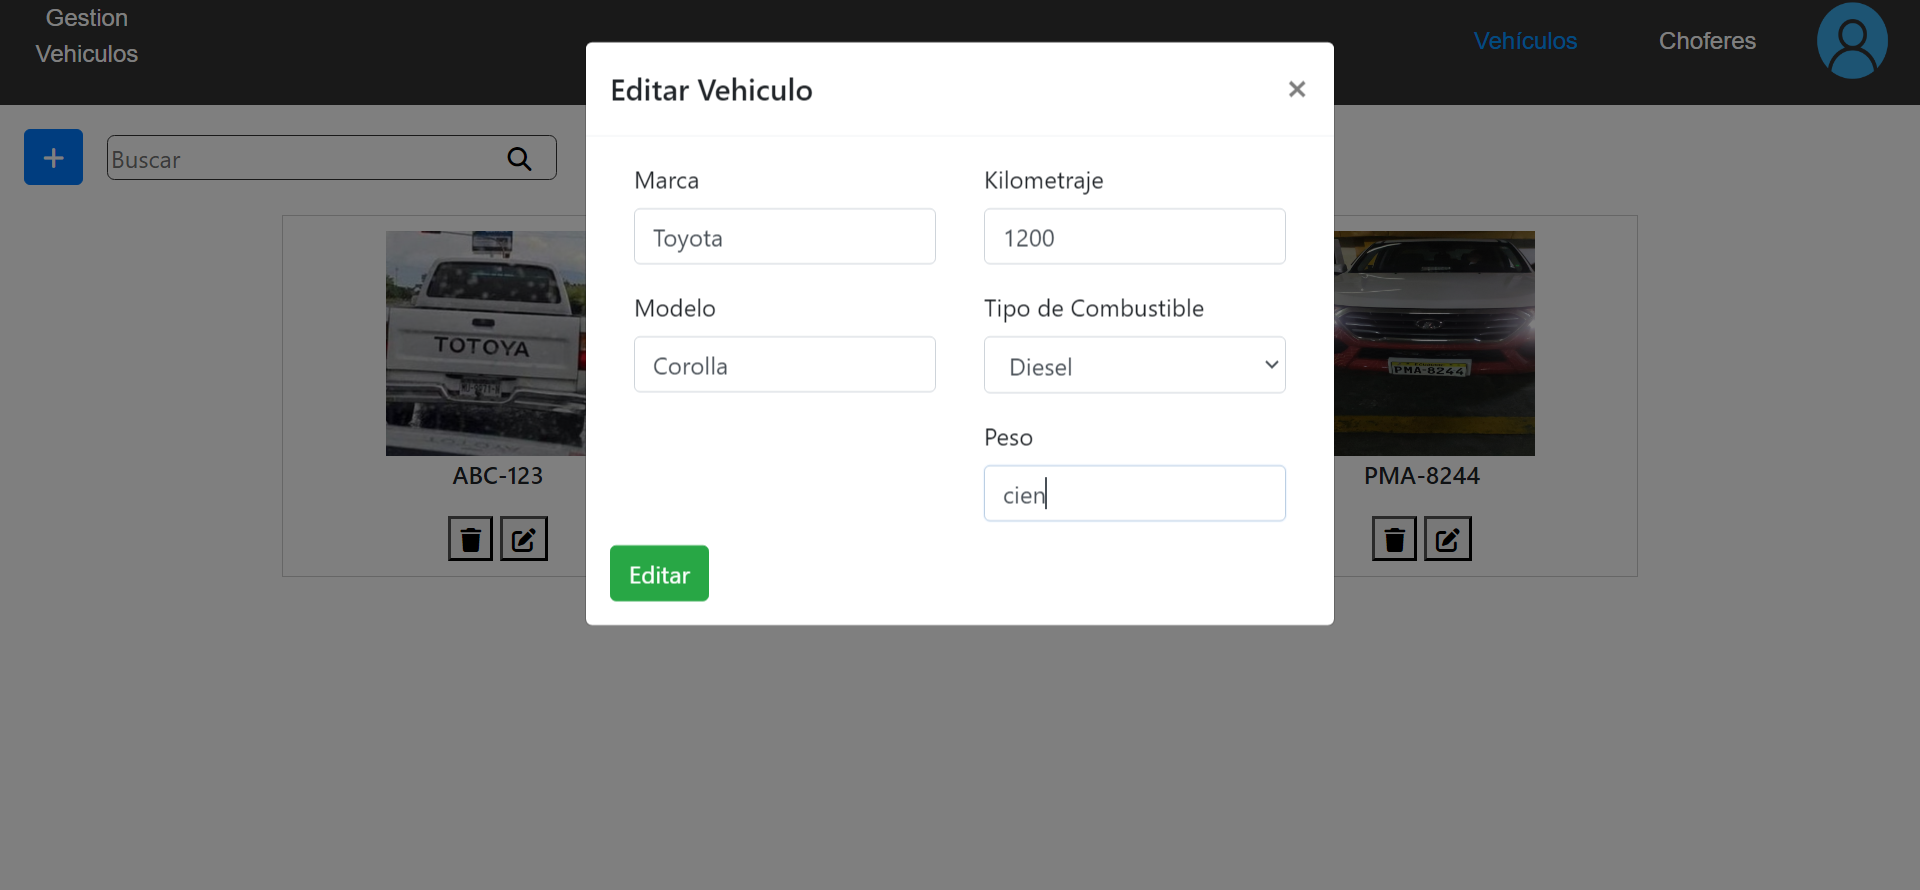 Gestion
Vehiculos
Vehículos
Choferes
Editar Vehiculo
×
Buscar
Marca
Kilometraje
Toyota
1200
Modelo
Tipo de Combustible
Corolla
Diesel
Peso
cien
Editar
TOTOYA
ABC-123
PMA-8244
PMA-8244